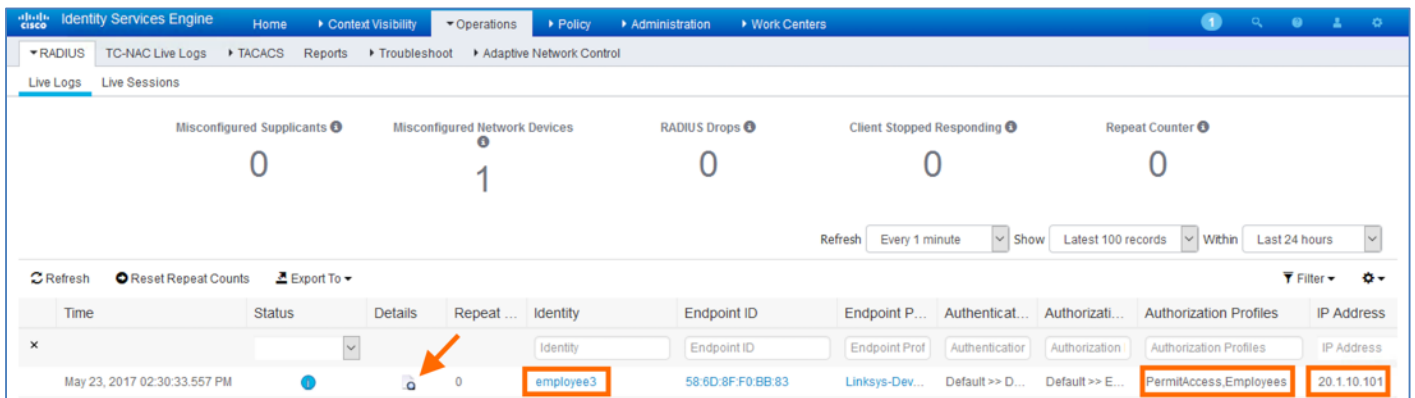 cisco Identity Services Engine Home Context Visibility Operations Policy Administration Work Centers 1
RADIUS TC-NAC Live Logs TACACS Reports Troubleshoot Adaptive Network Control
Live Logs Live Sessions
Misconfigured Supplicants Misconfigured Network Devices RADIUS Drops Client Stopped Responding Repeat Counter
0 1 0 0 0
Refresh Every 1 minute Show Latest 100 records Within Last 24 hours
Refresh Reset Repeat Counts Export To Filter
Time Status Details Repeat ... Identity Endpoint ID Endpoint P... Authenticat... Authorizati... Authorization Profiles IP Address
× Identity Endpoint ID Endpoint Prof Authentication Authorization Authorization Profiles IP Address
May 23, 2017 02:30:33.557 PM 0 employee3 58:6D:8F:F0:BB:83 Linksys-Dev... Default >> D... Default >> E... PermitAccess,Employees 20.1.10.101